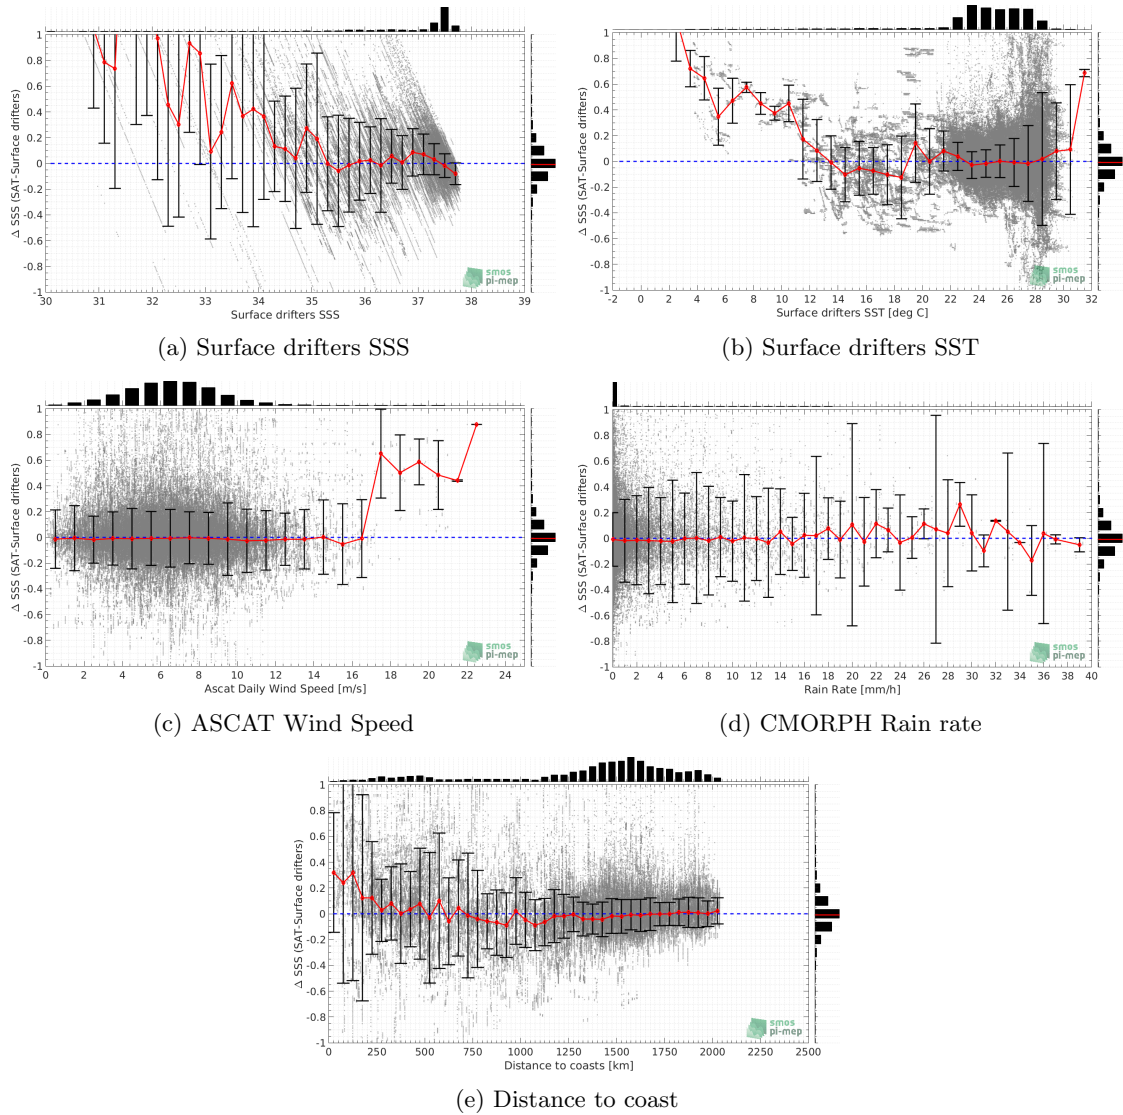 Δ SSS (SAT-Surface drifters)
1
0.8
0.6
0.4
0.2
0
-0.2
-0.4
-0.6
-0.8
-1
30 31 32 33 34 35 36 37 38 39
Surface drifters SSS
smos
pi-mep
(a) Surface drifters SSS
Δ SSS (SAT-Surface drifters)
1
0.8
0.6
0.4
0.2
0
-0.2
-0.4
-0.6
-0.8
-1
-2 0 2 4 6 8 10 12 14 16 18 20 22 24 26 28 30 32
Surface drifters SST [deg C]
smos
pi-mep
(b) Surface drifters SST
Δ SSS (SAT-Surface drifters)
1
0.8
0.6
0.4
0.2
0
-0.2
-0.4
-0.6
-0.8
-1
0 2 4 6 8 10 12 14 16 18 20 22 24
Ascat Daily Wind Speed [m/s]
smos
pi-mep
(c) ASCAT Wind Speed
Δ SSS (SAT-Surface drifters)
1
0.8
0.6
0.4
0.2
0
-0.2
-0.4
-0.6
-0.8
-1
0 2 4 6 8 10 12 14 16 18 20 22 24 26 28 30 32 34 36 38 40
Rain Rate [mm/h]
smos
pi-mep
(d) CMORPH Rain rate
Δ SSS (SAT-Surface drifters)
1
0.8
0.6
0.4
0.2
0
-0.2
-0.4
-0.6
-0.8
-1
0 250 500 750 1000 1250 1500 1750 2000 2250 2500
Distance to coasts [km]
smos
pi-mep
(e) Distance to coast